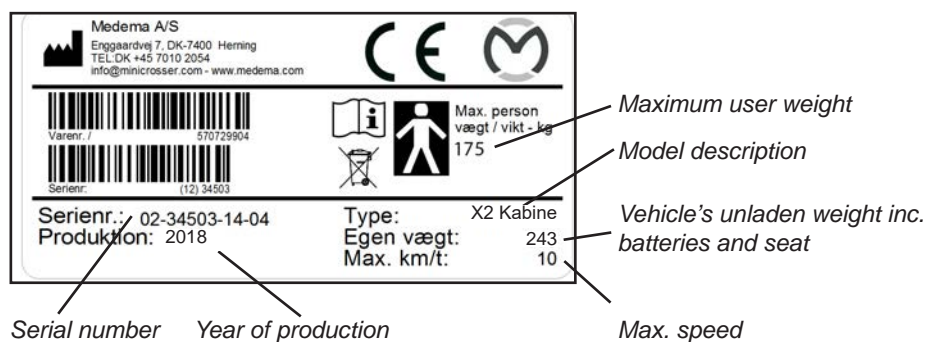 Medema A/S
Enggaardvej 7, DK-7400 Herning
TEL:DK +45 7010 2054
info@minicrosser.com - www.medema.com
CE
Varenr. / 570729904
Serienr: (12) 34503
i
Max. person
vægt / vikt - kg
175
Serienr.: 02-34503-14-04
Produktion: 2018
Type: X2 Kabine
Egen vægt: 243
Max. km/t: 10
Maximum user weight
Model description
Vehicle's unladen weight inc.
batteries and seat
Serial number
Year of production
Max. speed